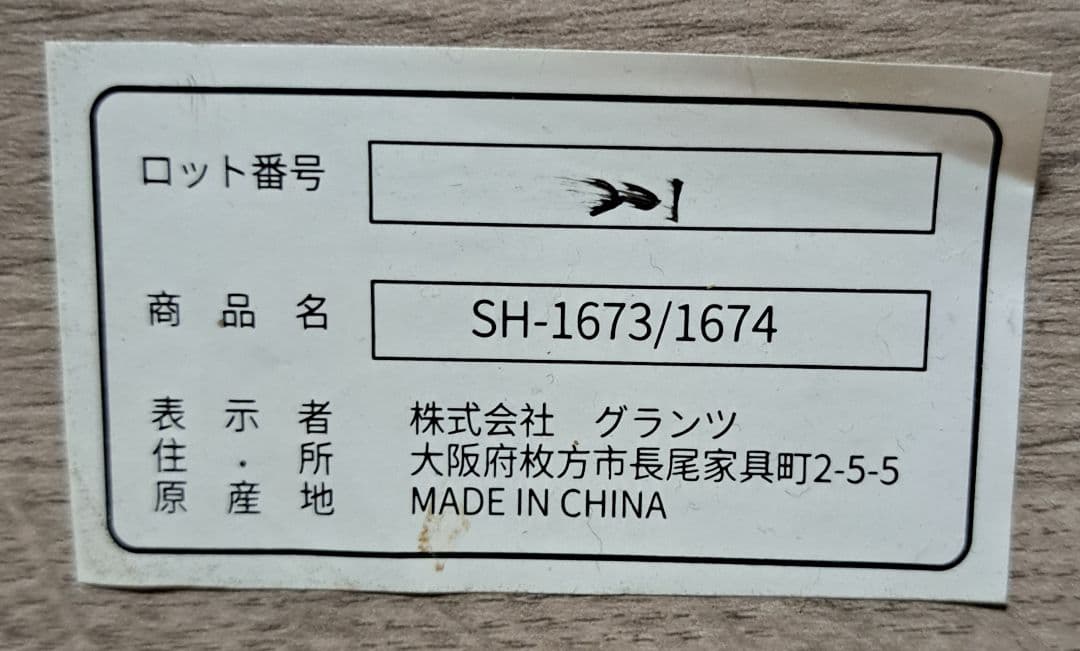 ロット番号
商品名 SH-1673/1674
表示者 株式会社 グランツ
住・所 大阪府枚方市長尾家具町2-5-5
原産地 MADE IN CHINA